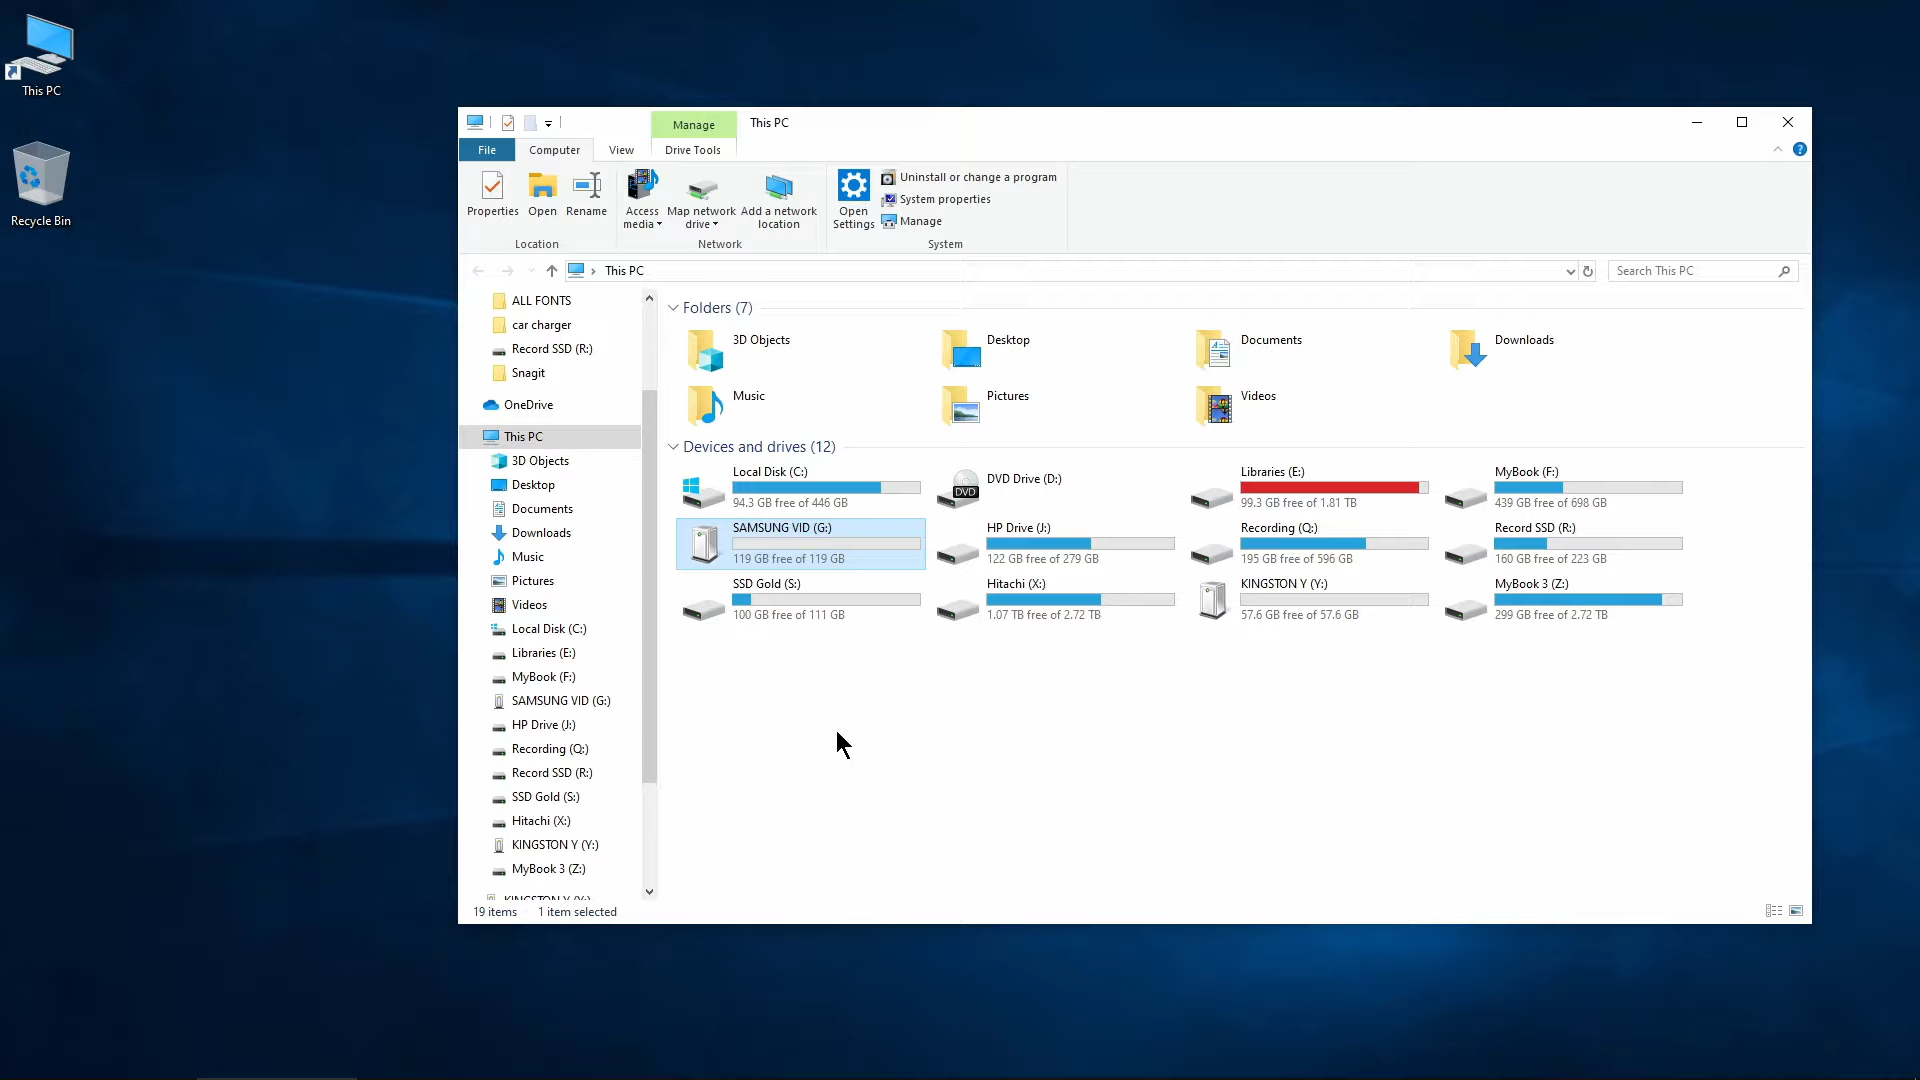 This PC
Recycle Bin
Manage
This PC
File
Computer
View
Drive Tools
Properties
Open
Rename
Access media
Map network drive
Add a network location
Open Settings
Uninstall or change a program
System properties
Manage
Location
Network
System
This PC
Search This PC
ALL FONTS
car charger
Record SSD (R:)
Snagit
OneDrive
This PC
3D Objects
Desktop
Documents
Downloads
Music
Pictures
Videos
Local Disk (C:)
Libraries (E:)
MyBook (F:)
SAMSUNG VID (G:)
HP Drive (J:)
Recording (Q:)
Record SSD (R:)
SSD Gold (S:)
Hitachi (X:)
KINGSTON Y (Y:)
MyBook 3 (Z:)
KINGSTON Y (Y:)
Folders (7)
3D Objects
Desktop
Documents
Downloads
Music
Pictures
Videos
Devices and drives (12)
Local Disk (C:)
94.3 GB free of 446 GB
DVD
DVD Drive (D:)
Libraries (E:)
99.3 GB free of 1.81 TB
MyBook (F:)
439 GB free of 698 GB
SAMSUNG VID (G:)
119 GB free of 119 GB
HP Drive (J:)
122 GB free of 279 GB
Recording (Q:)
195 GB free of 596 GB
Record SSD (R:)
160 GB free of 223 GB
SSD Gold (S:)
100 GB free of 111 GB
Hitachi (X:)
1.07 TB free of 2.72 TB
KINGSTON Y (Y:)
57.6 GB free of 57.6 GB
MyBook 3 (Z:)
299 GB free of 2.72 TB
19 items
1 item selected